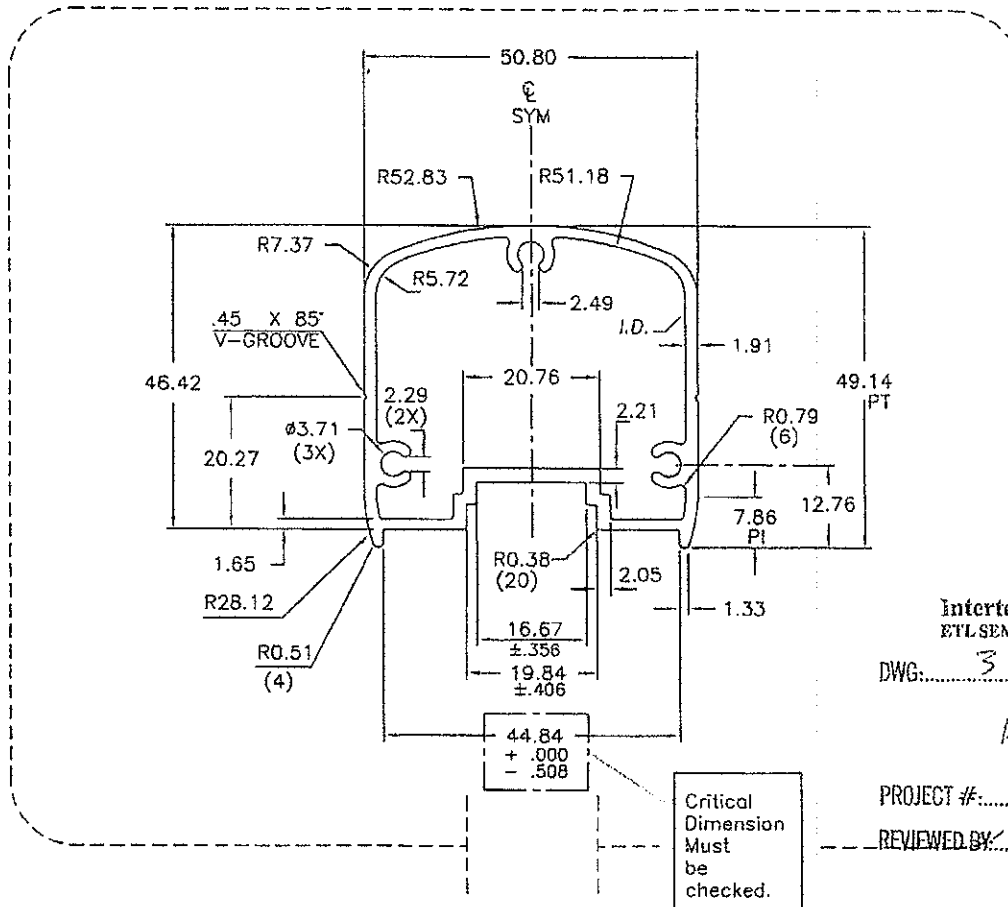 50.80
℄
SYM
R52.83
R51.18
R7.37
R5.72
2.49
.45 X 85°
V-GROOVE
I.D.
1.91
46.42
20.76
49.14
PT
2.29
(2X)
2.21
R0.79
(6)
ø3.71
(3X)
20.27
12.76
7.86
PI
1.65
R0.38
(20)
2.05
R28.12
1.33
16.67
±.356
R0.51
(4)
19.84
±.406
44.84
+ .000
- .508
Critical
Dimension
Must
be
checked.
Interte
ETL SEM
DWG:......... 3
PROJECT #:.....
REVIEWED BY: